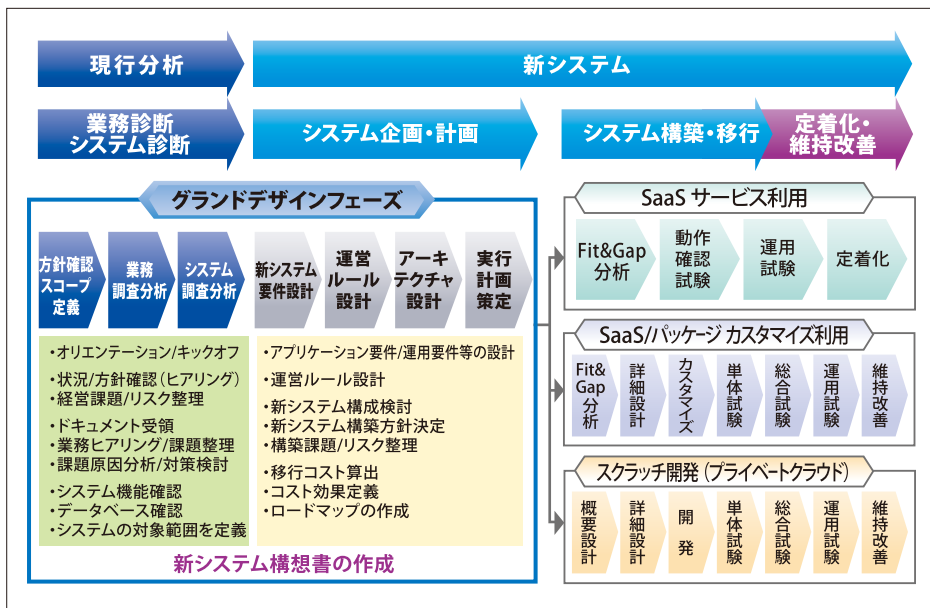 現行分析
新システム
業務診断
システム診断
システム企画・計画
システム構築・移行
定着化・
維持改善
グランドデザインフェーズ
方針確認
スコープ
定義
業務
調査分析
システム
調査分析
新システム
要件設計
運営
ルール
設計
アーキ
テクチャ
設計
実行
計画
策定
・オリエンテーション/キックオフ
・状況/方針確認(ヒアリング)
・経営課題/リスク整理
・ドキュメント受領
・業務ヒアリング/課題整理
・課題原因分析/対策検討
・システム機能確認
・データベース確認
・システムの対象範囲を定義
・アプリケーション要件/運用要件等の設計
・運営ルール設計
・新システム構成検討
・新システム構築方針決定
・構築課題/リスク整理
・移行コスト算出
・コスト効果定義
・ロードマップの作成
新システム構想書の作成
SaaS サービス利用
Fit&Gap
分析
動作
確認
試験
運用
試験
定着化
SaaS/パッケージ カスタマイズ利用
Fit&
Gap
分析
詳細設計
カスタマイズ
単体試験
総合試験
運用試験
維持改善
スクラッチ開発(プライベートクラウド)
概要設計
詳細設計
開発
単体試験
総合試験
運用試験
維持改善